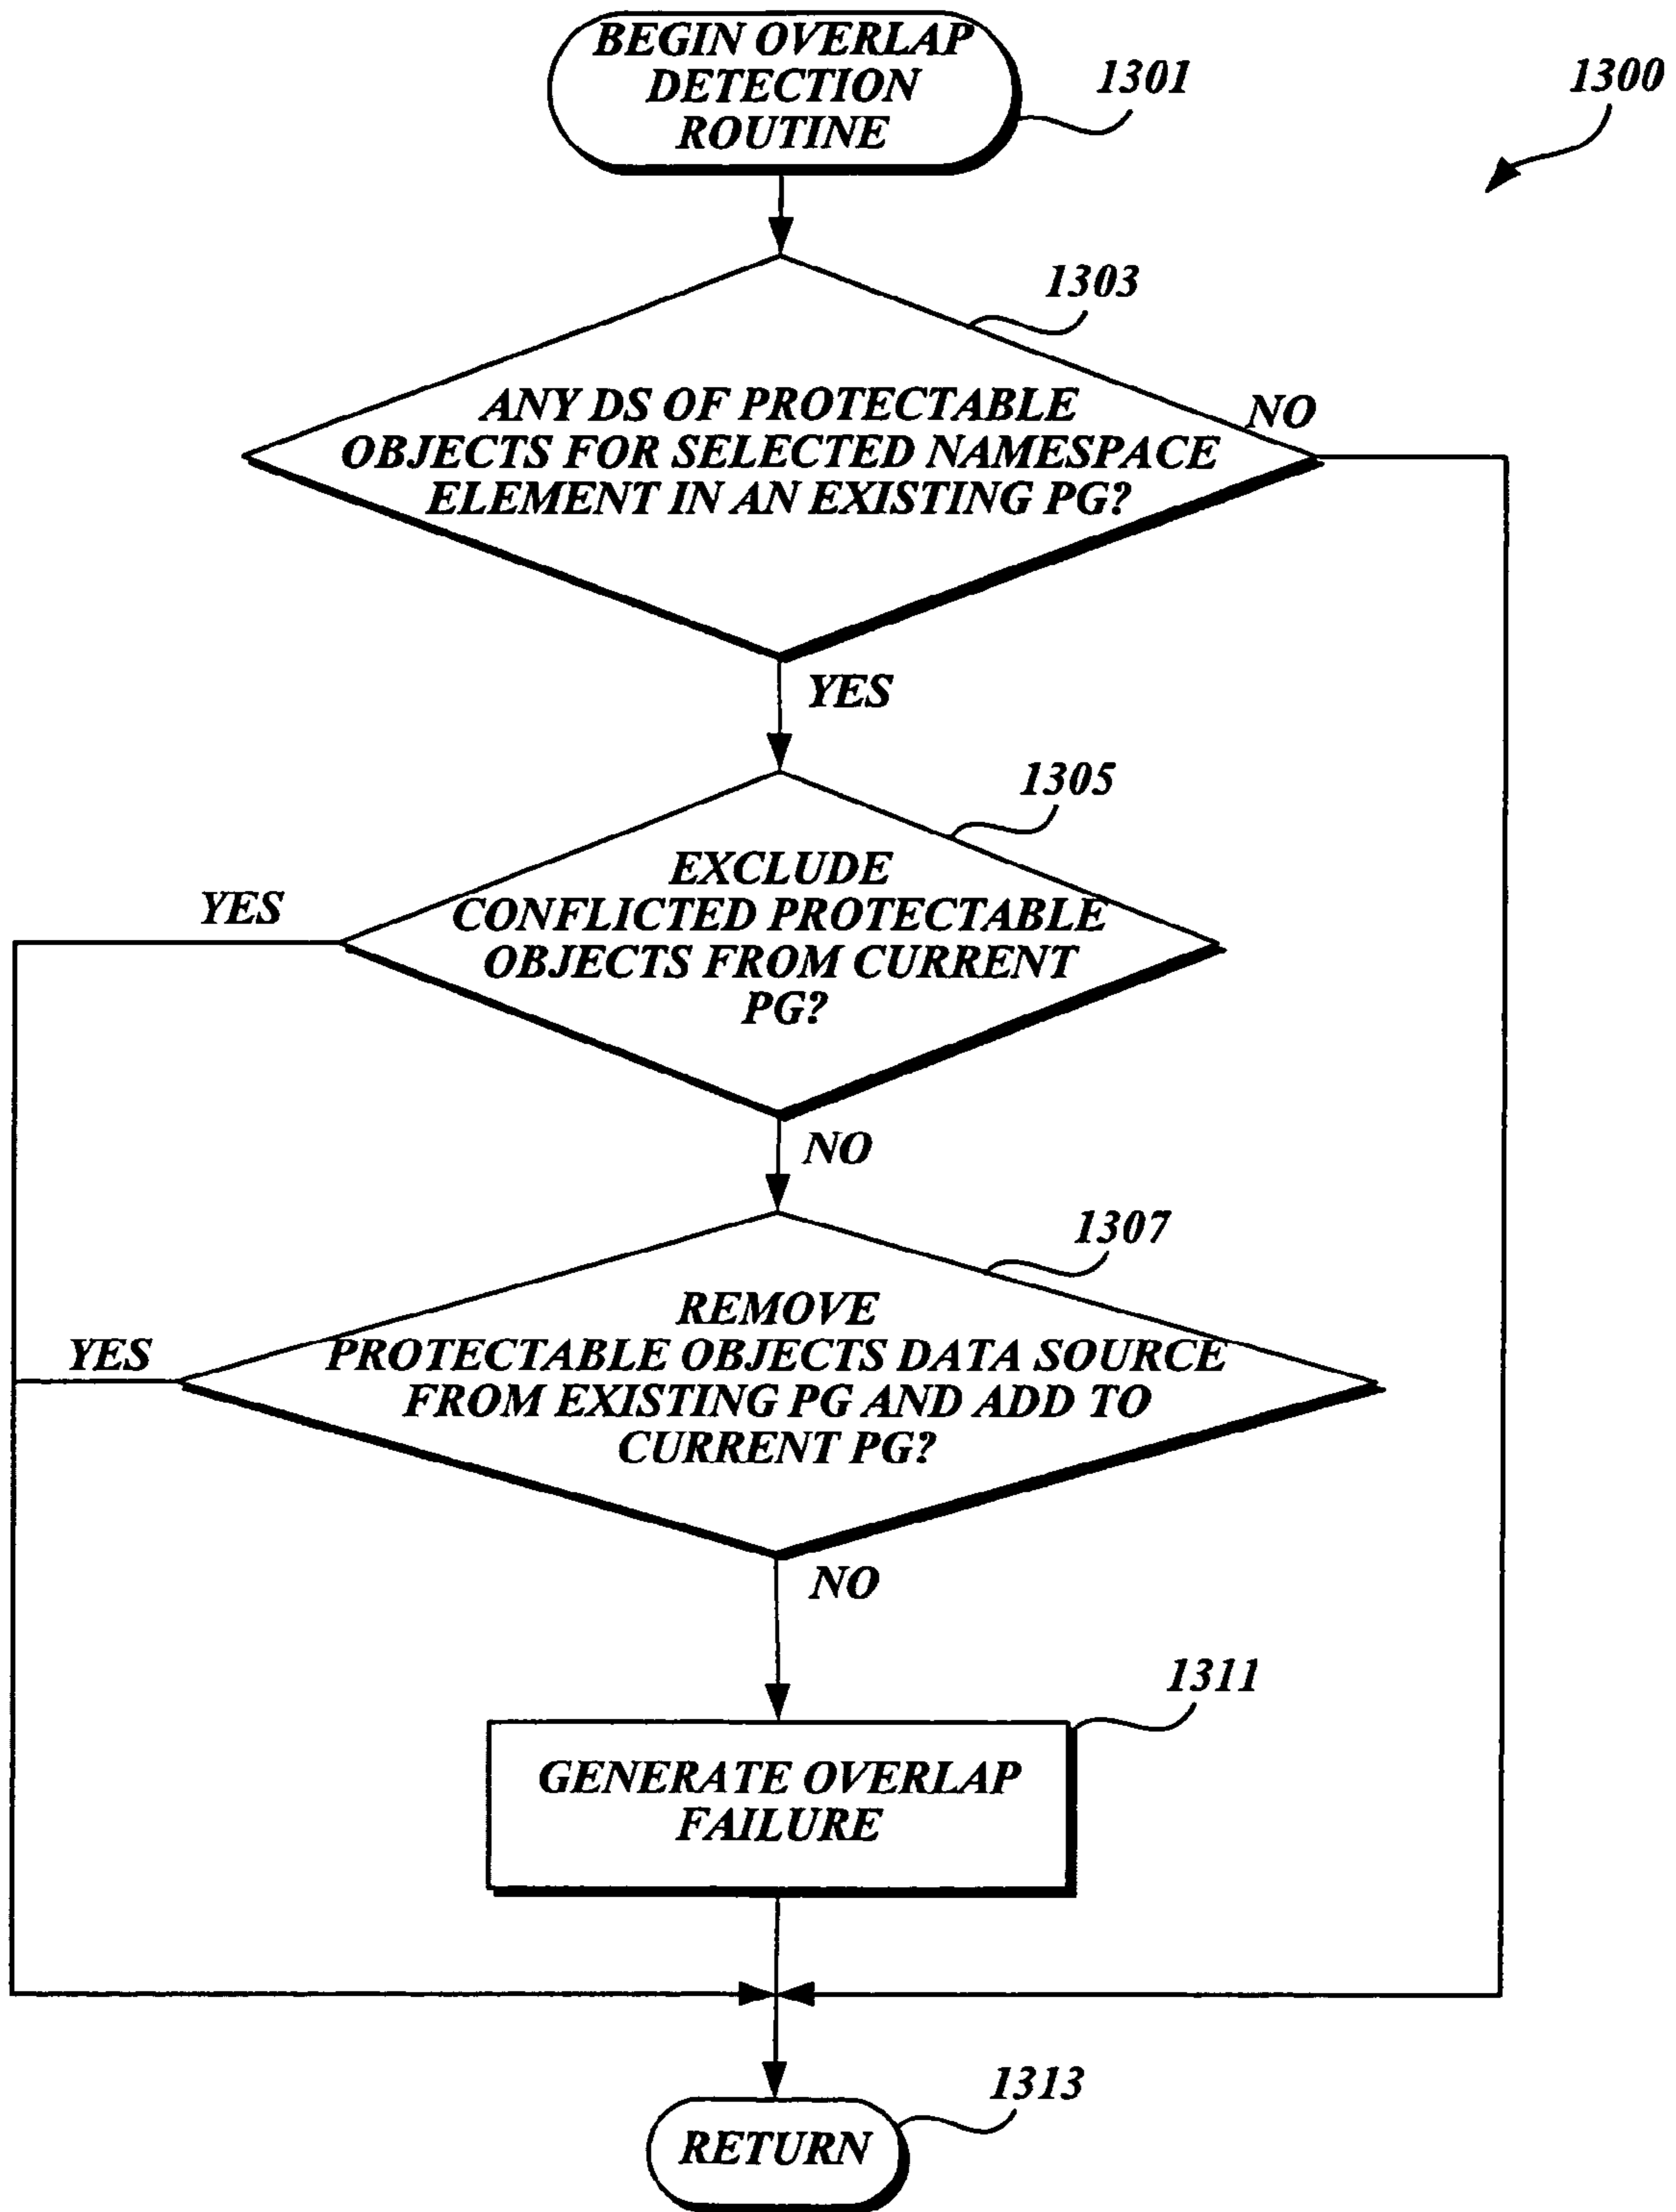 BEGIN OVERLAP
DETECTION
ROUTINE
1301
1300
1303
ANY DS OF PROTECTABLE
OBJECTS FOR SELECTED NAMESPACE
ELEMENT IN AN EXISTING PG?
NO
YES
1305
EXCLUDE
CONFLICTED PROTECTABLE
OBJECTS FROM CURRENT
PG?
YES
NO
1307
REMOVE
PROTECTABLE OBJECTS DATA SOURCE
FROM EXISTING PG AND ADD TO
CURRENT PG?
YES
NO
1311
GENERATE OVERLAP
FAILURE
1313
RETURN